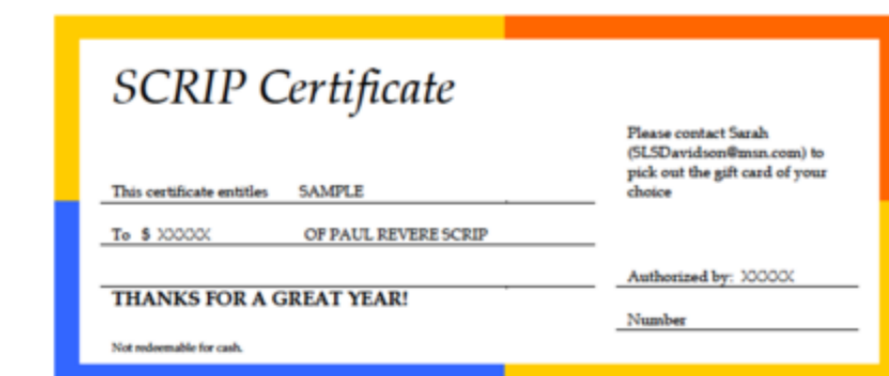 SCRIP Certificate
Please contact Sarah
(SLSDavidson@msn.com) to
pick out the gift card of your
choice
This certificate entitles SAMPLE
To $ XXXXX OF PAUL REVERE SCRIP
Authorized by: XXXXX
THANKS FOR A GREAT YEAR!
Number
Not redeemable for cash.